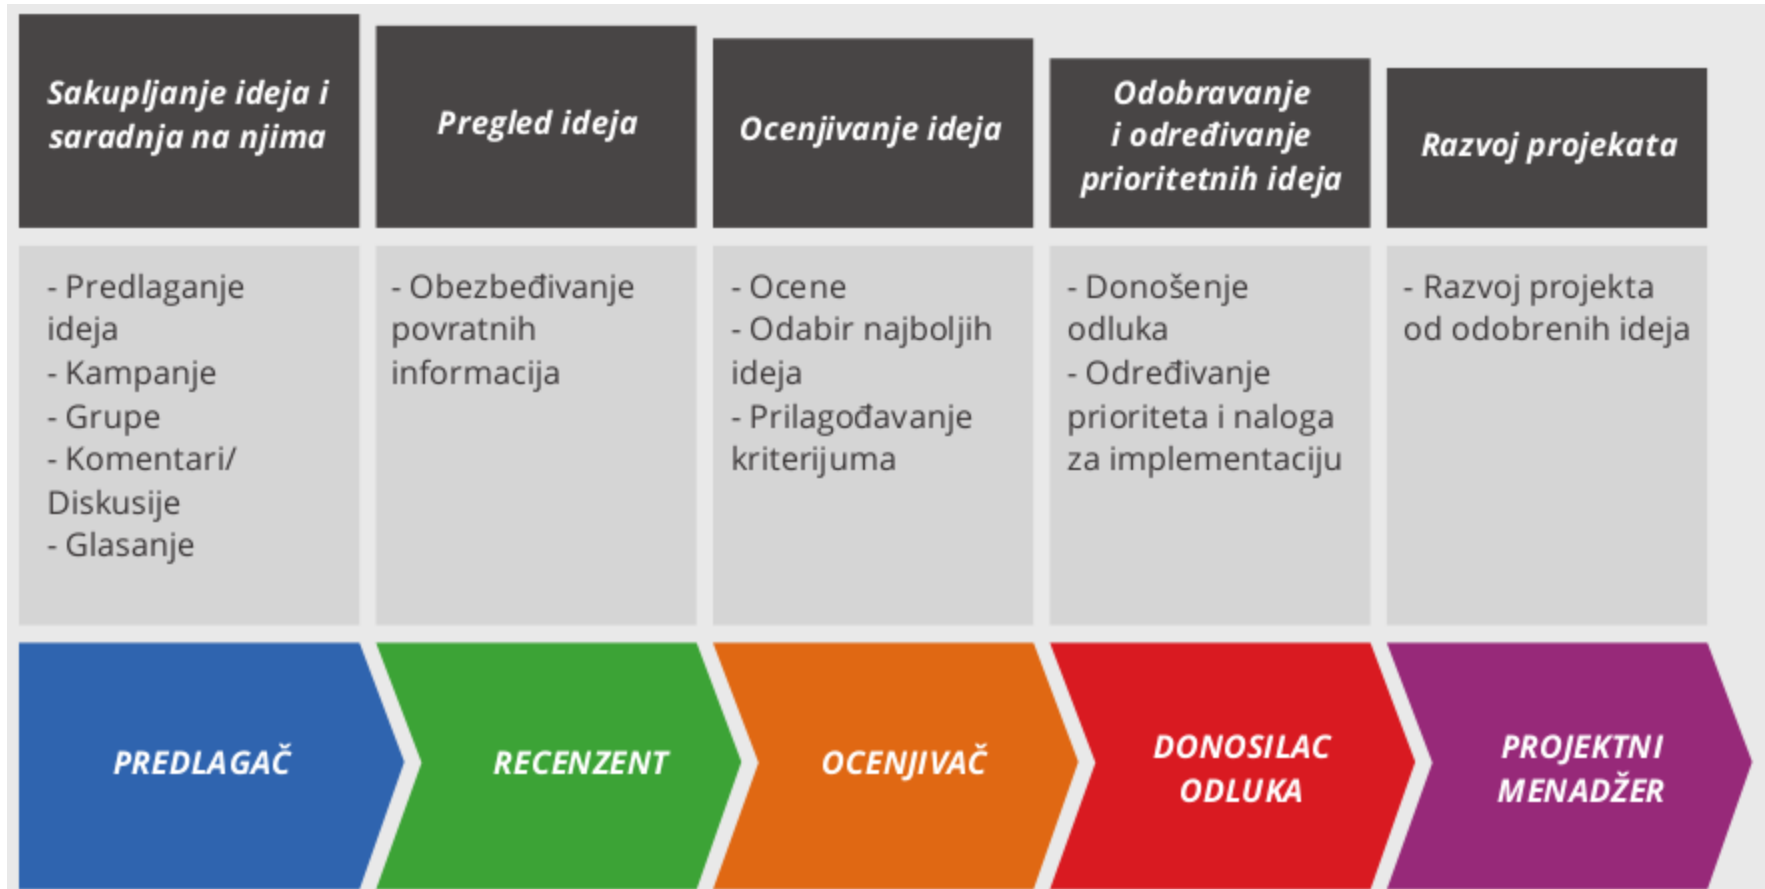 Sakupljanje ideja i
saradnja na njima
Pregled ideja
Ocenjivanje ideja
Odobravanje
i određivanje
prioritetnih ideja
Razvoj projekata
- Predlaganje
ideja
- Kampanje
- Grupe
- Komentari/
Diskusije
- Glasanje
- Obezbeđivanje
povratnih
informacija
- Ocene
- Odabir najboljih
ideja
- Prilagođavanje
kriterijuma
- Donošenje
odluka
- Određivanje
prioriteta i naloga
za implementaciju
- Razvoj projekta
od odobrenih ideja
PREDLAGAČ
RECENZENT
OCENJIVAČ
DONOSILAC
ODLUKA
PROJEKTNI
MENADŽER